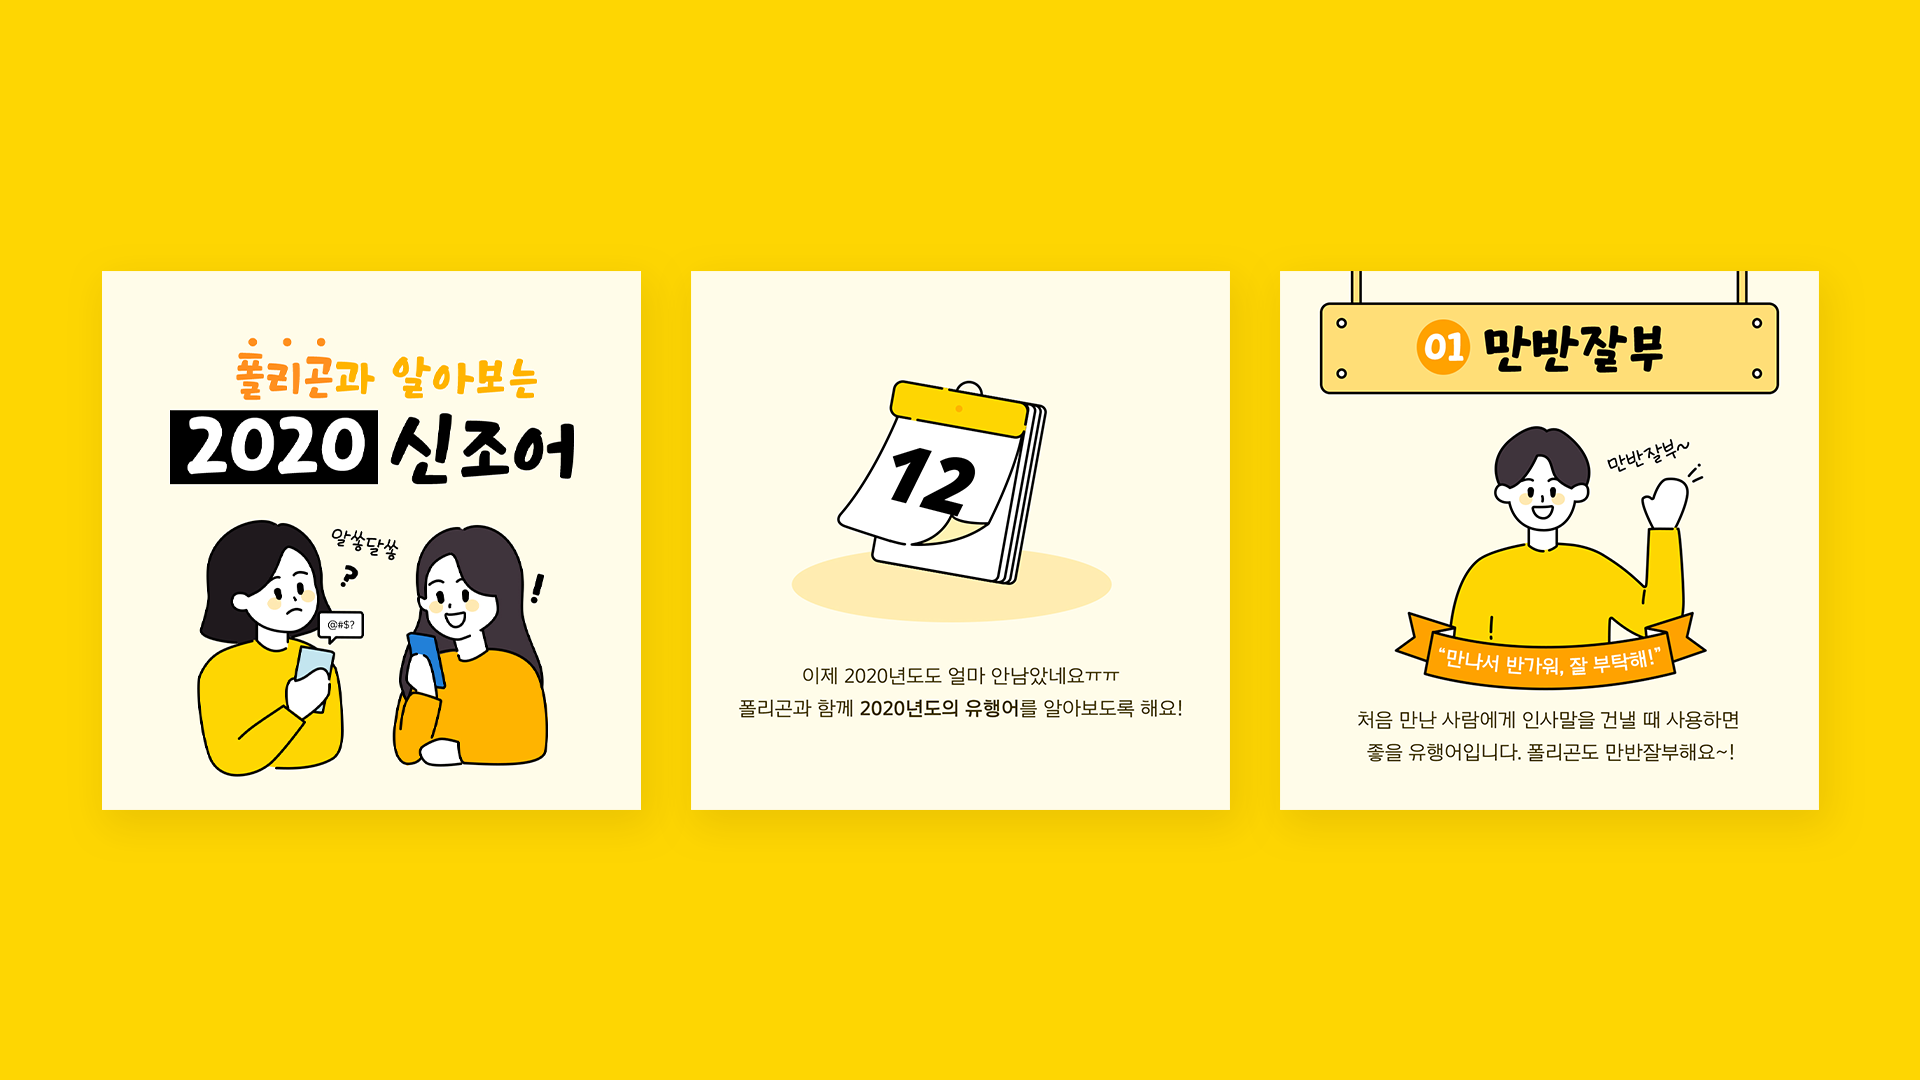 폴리곤과 알아보는
2020 신조어
알쏭달쏭
?
@#$?
!
12
이제 2020년도도 얼마 안남았네요ㅠㅠ
폴리곤과 함께 2020년도의 유행어를 알아보도록 해요!
01 만반잘부
만반잘부~
“만나서 반가워, 잘 부탁해!”
처음 만난 사람에게 인사말을 건낼 때 사용하면
좋을 유행어입니다. 폴리곤도 만반잘부해요~!